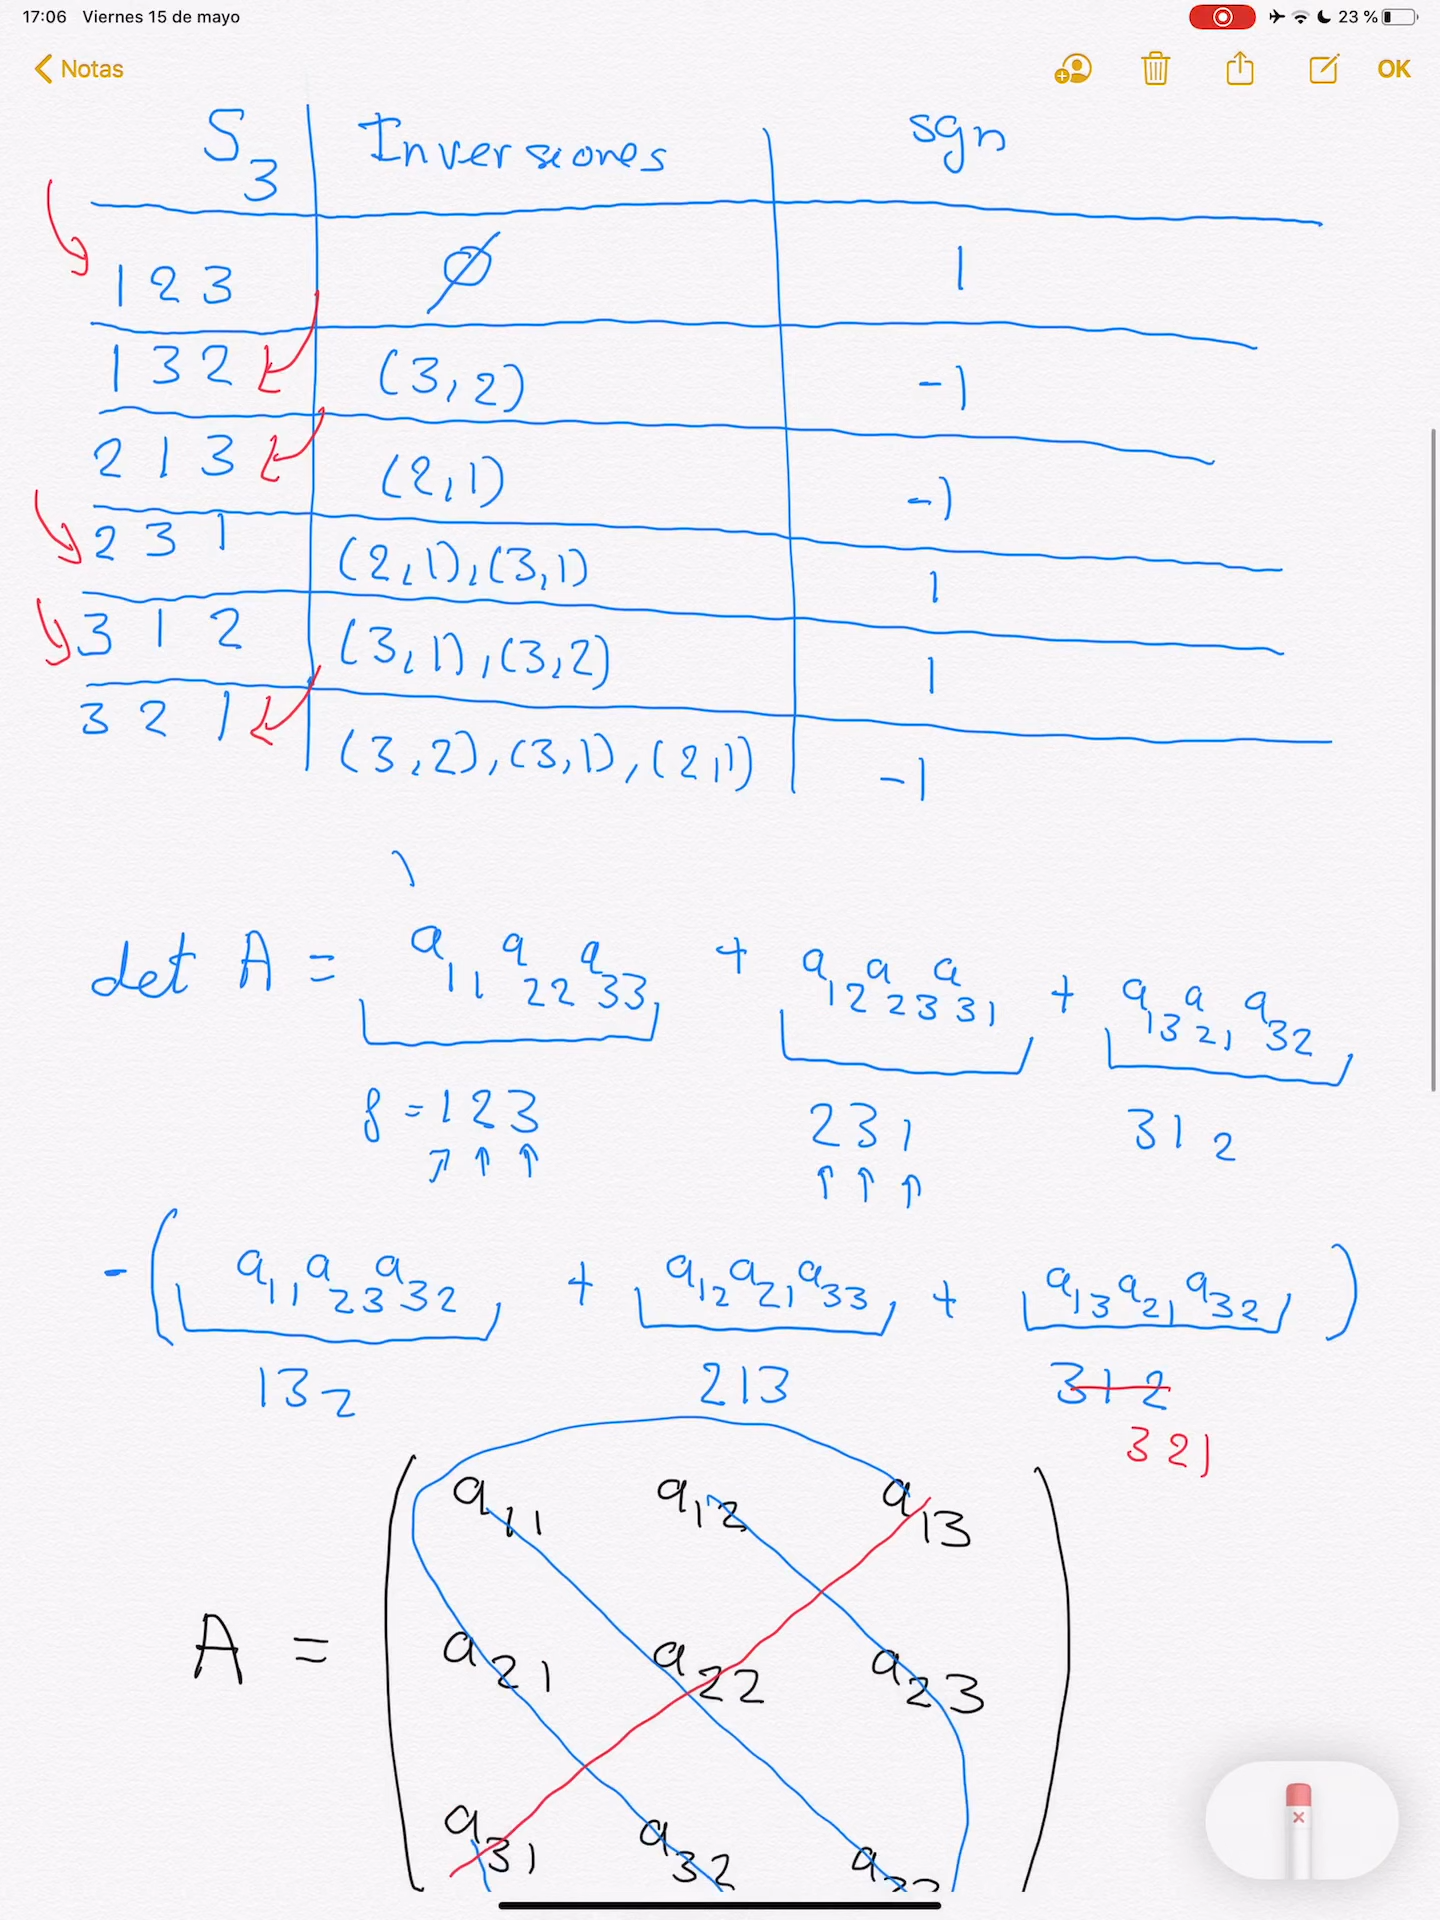 17:06 Viernes 15 de mayo 23 %
Notas OK
S3 Inversiones sgn
1 2 3 ∅ 1
1 3 2 (3,2) -1
2 1 3 (2,1) -1
2 3 1 (2,1),(3,1) 1
3 1 2 (3,1),(3,2) 1
3 2 1 (3,2),(3,1),(2,1) -1
det A = a11 a22 a33 + a12 a23 a31 + a13 a21 a32
f = 1 2 3 2 3 1 3 1 2
- ( a11 a23 a32 + a12 a21 a33 + a13 a21 a32 )
1 3 2 2 1 3 3 1 2
3 2 1
a11 a12 a13
A = a21 a22 a23
a31 a32